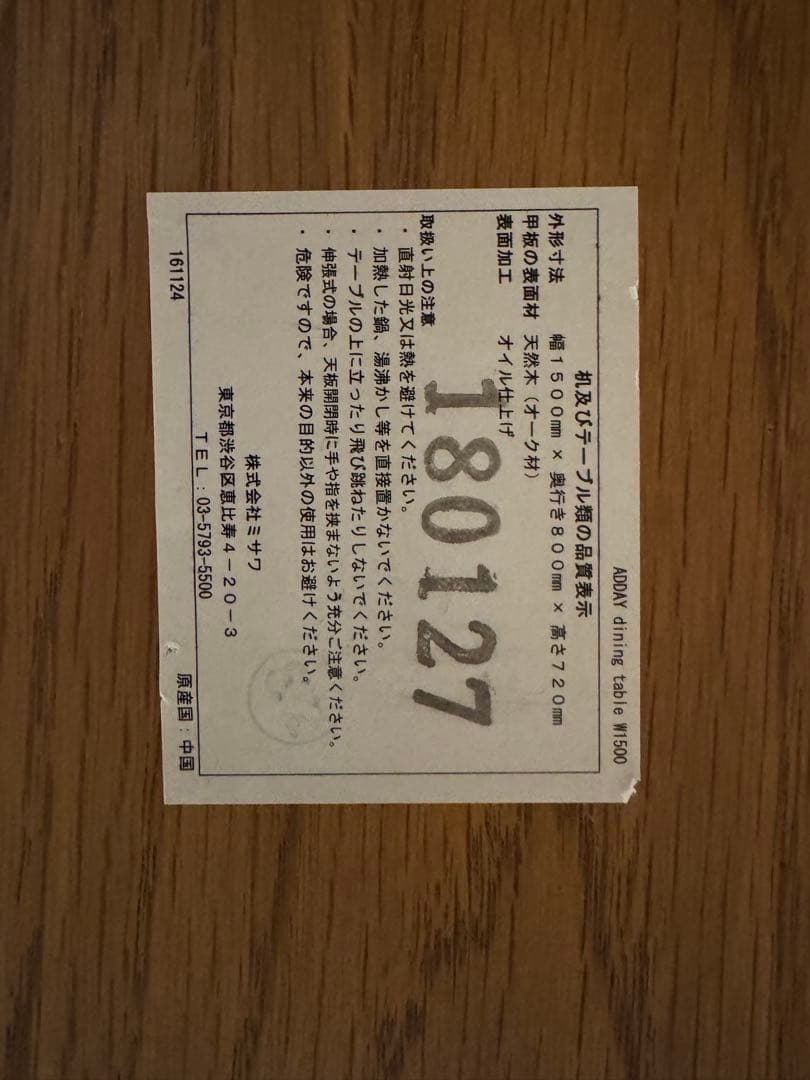 ADDAY dining table W1500
机及びテーブル類の品質表示
外形寸法 幅1500㎜ × 奥行き800㎜ × 高さ720㎜
甲板の表面材 天然木（オーク材）
表面加工 オイル仕上げ
180127
取扱い上の注意
・直射日光又は熱を避けてください。
・加熱した鍋、湯沸かし等を直接置かないでください。
・テーブルの上に立ったり飛び跳ねたりしないでください。
・伸張式の場合、天板開閉時に手や指を挟まないよう充分ご注意ください。
・危険ですので、本来の目的以外の使用はお避けください。
株式会社ミサワ
東京都渋谷区恵比寿4－20－3
TEL：03-5793-5500
161124 原産国：中国